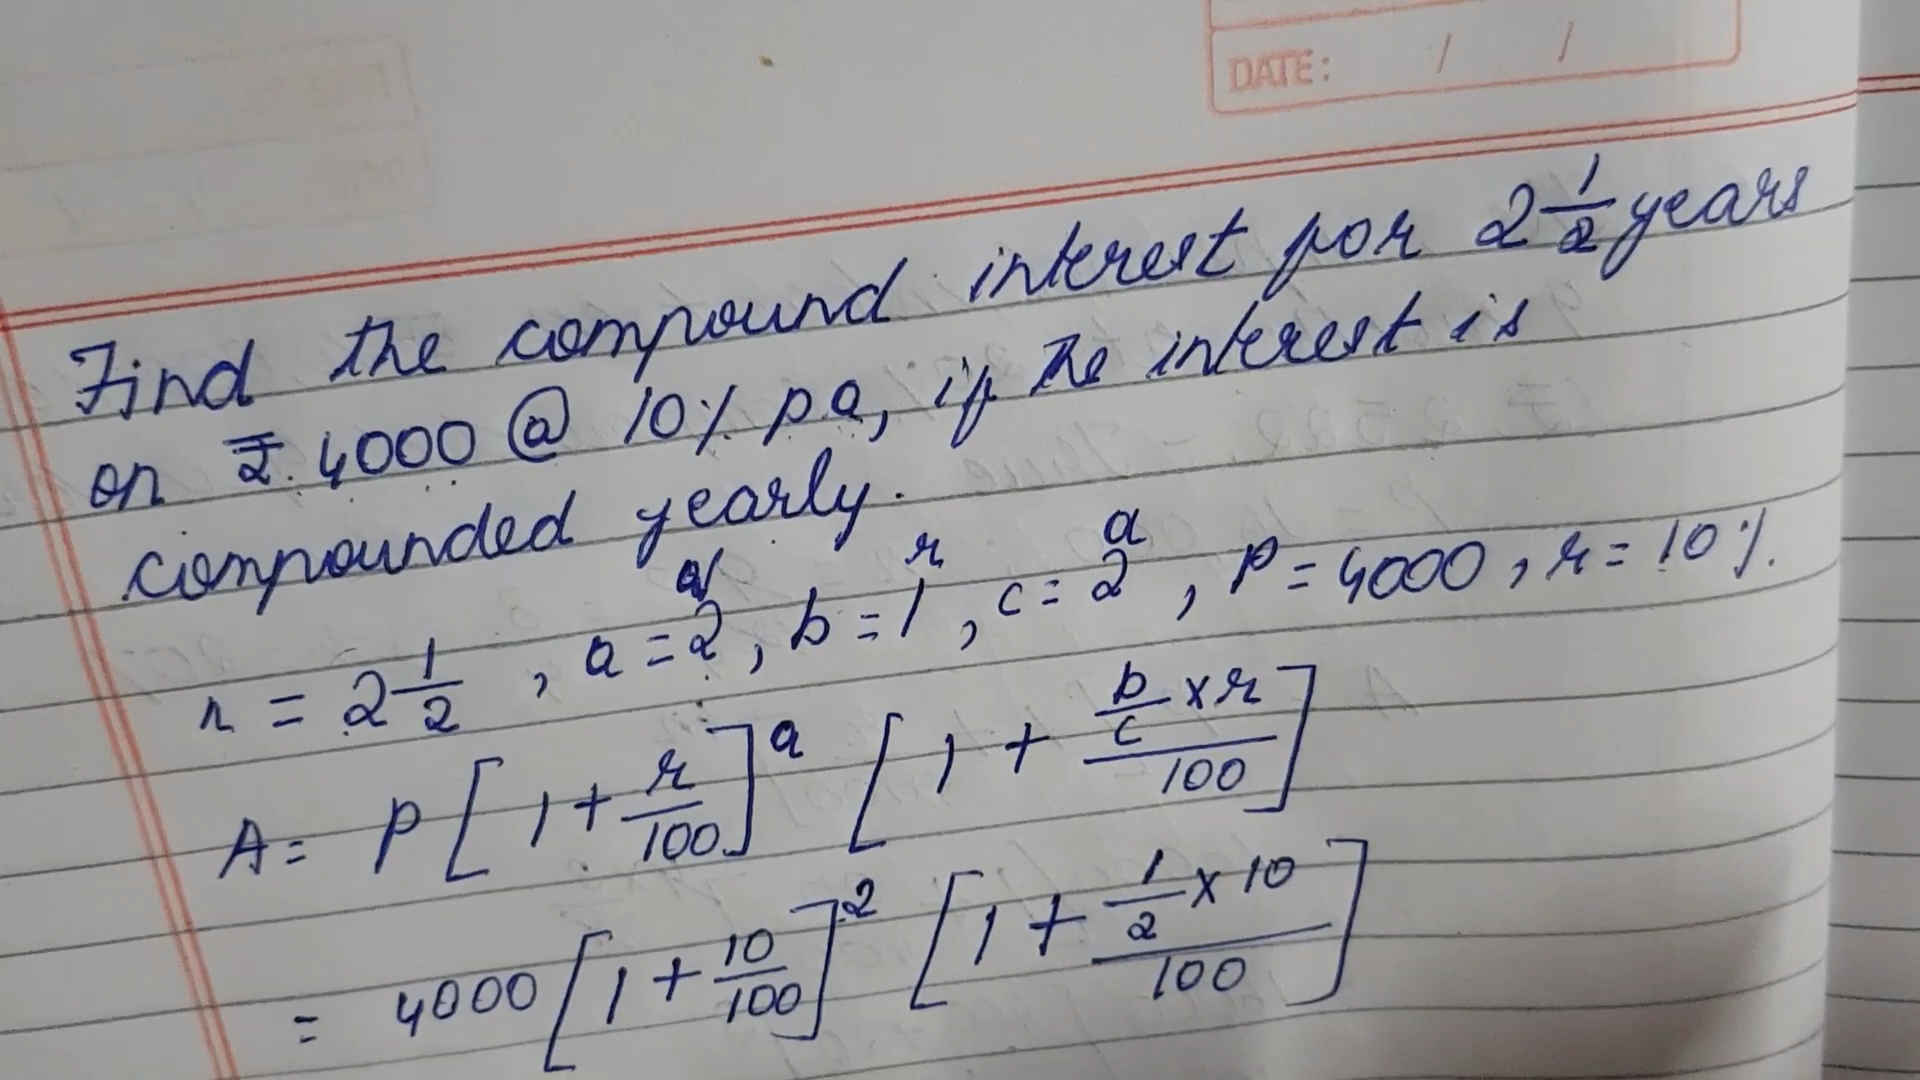 DATE: / /
Find the compound interest for 2 1/2 years
on ₹.4000 @ 10% pa, if the interest is
compounded yearly.
n = 2 1/2, a = 2, b = 1, c = 2, P = 4000, r = 10%.
A = P [1 + r/100]^a [1 + (b/c × r)/100]
= 4000 [1 + 10/100]^2 [1 + (1/2 × 10)/100]